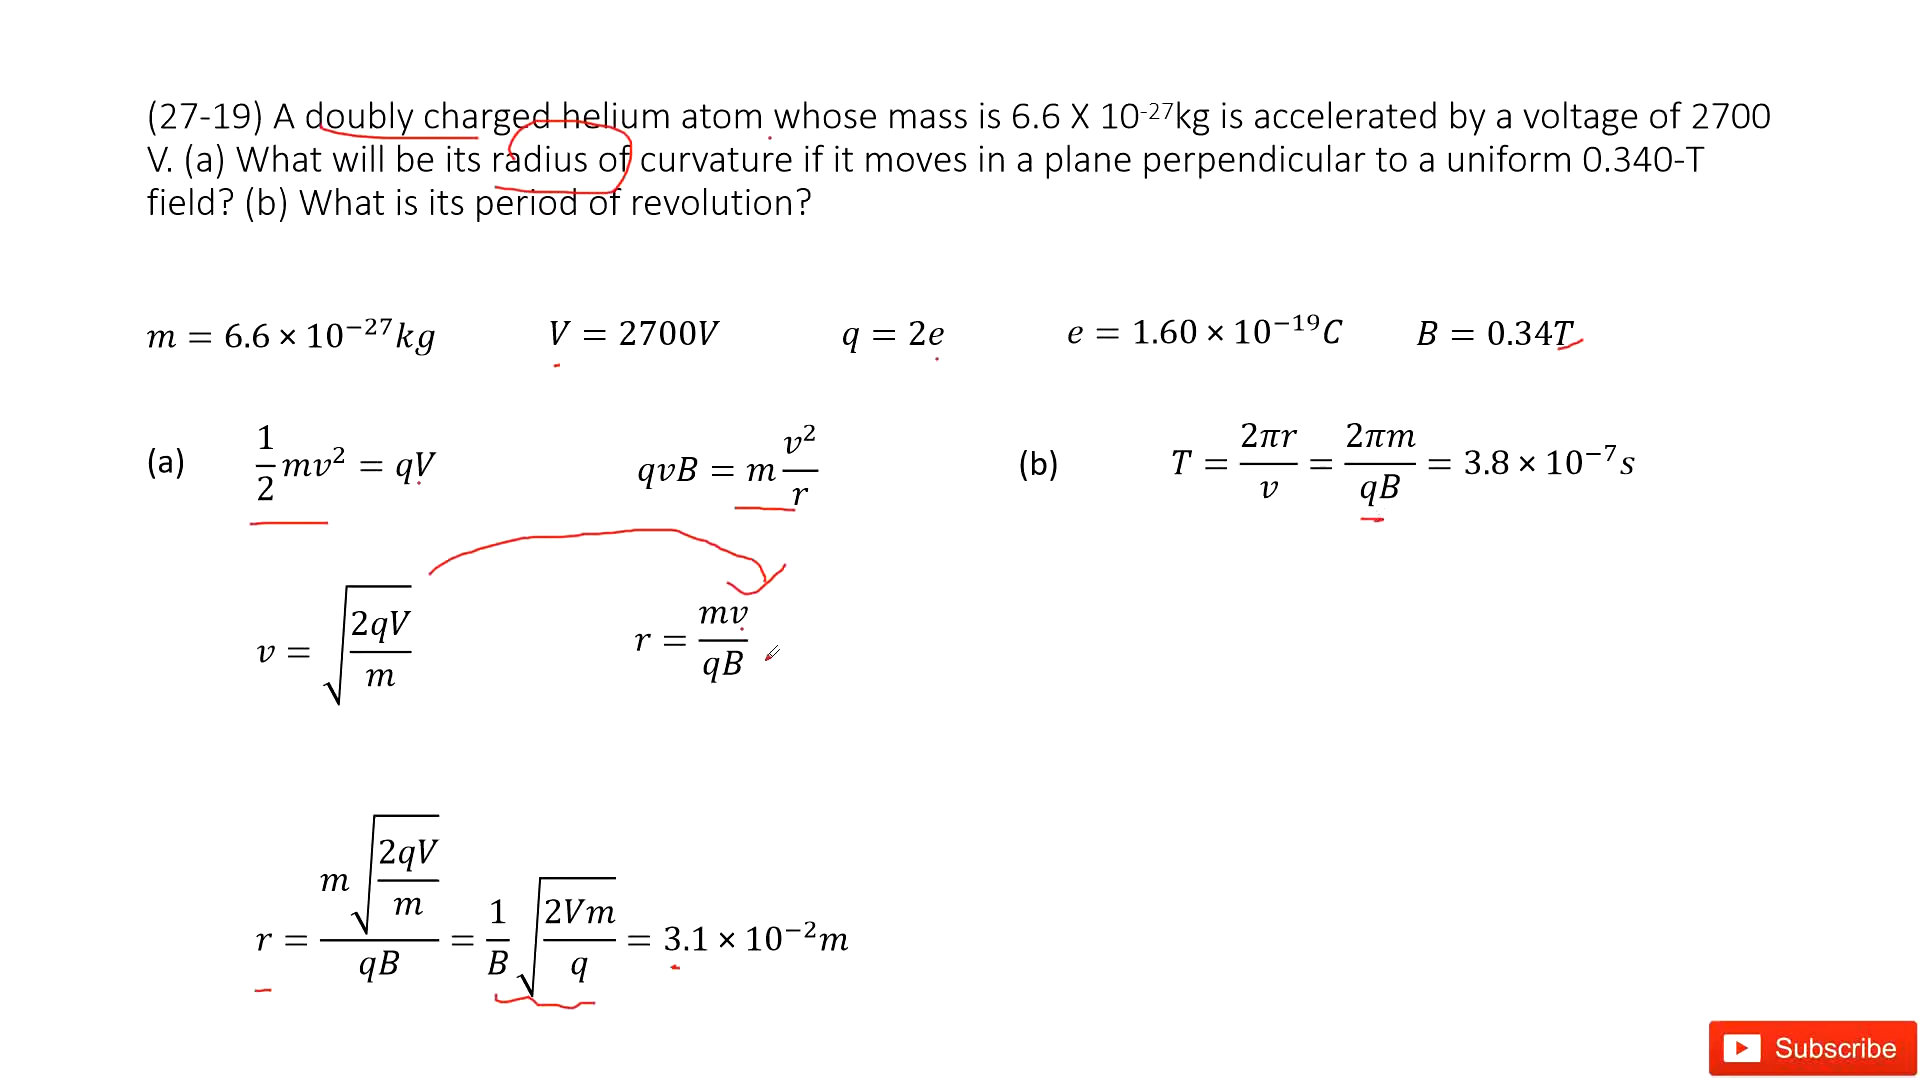 (27-19) A doubly charged helium atom whose mass is 6.6 X 10⁻²⁷kg is accelerated by a voltage of 2700
V. (a) What will be its radius of curvature if it moves in a plane perpendicular to a uniform 0.340-T
field? (b) What is its period of revolution?
m = 6.6 × 10⁻²⁷kg V = 2700V q = 2e e = 1.60 × 10⁻¹⁹C B = 0.34T
(a) 1/2 mv² = qV qvB = m v²/r (b) T = 2πr/v = 2πm/qB = 3.8 × 10⁻⁷s
v = √(2qV/m) r = mv/qB
r = m√(2qV/m)/qB = 1/B √(2Vm/q) = 3.1 × 10⁻²m
Subscribe